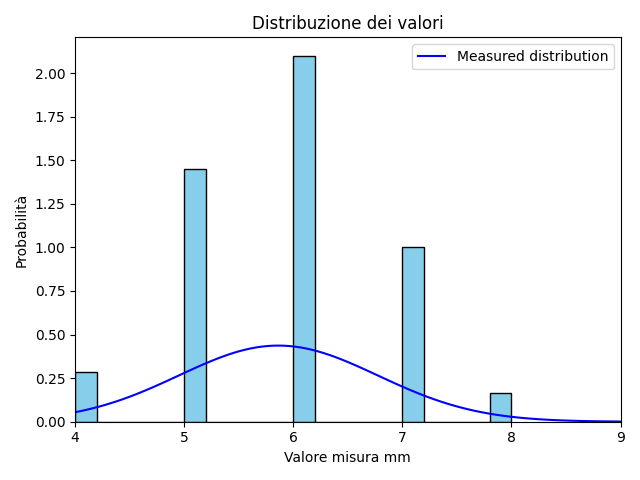 Distribuzione dei valori
Measured distribution
2.00
1.75
1.50
1.25
1.00
0.75
0.50
0.25
0.00
Probabilità
4 5 6 7 8 9
Valore misura mm